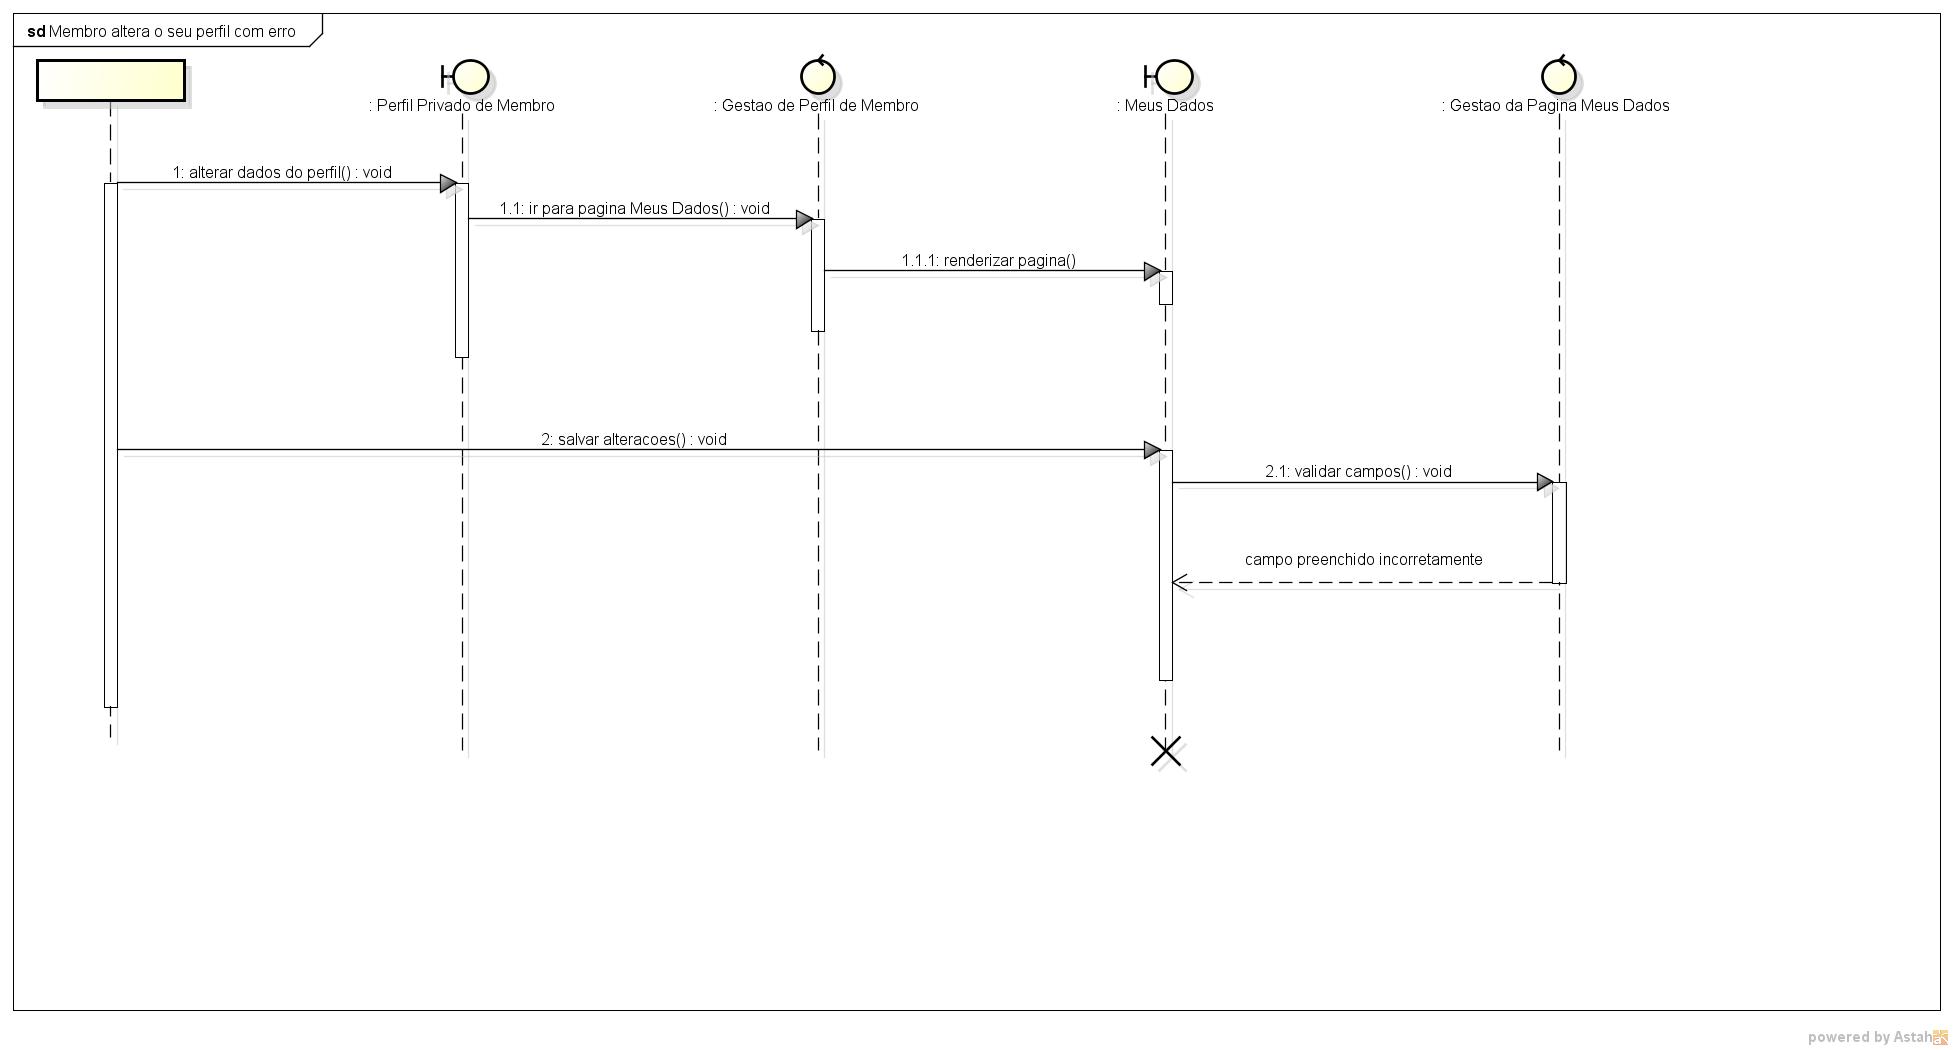 sd Membro altera o seu perfil com erro
: Perfil Privado de Membro
: Gestao de Perfil de Membro
: Meus Dados
: Gestao da Pagina Meus Dados
1: alterar dados do perfil() : void
1.1: ir para pagina Meus Dados() : void
1.1.1: renderizar pagina()
2: salvar alteracoes() : void
2.1: validar campos() : void
campo preenchido incorretamente
powered by Astah